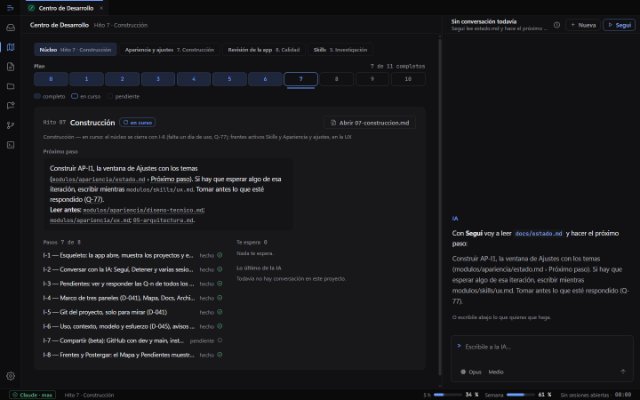 Centro de Desarrollo
Centro de Desarrollo Hito 7 · Construcción
Núcleo Hito 7 · Construcción
Apariencia y ajustes 7. Construcción
Revisión de la app 8. Calidad
Skills 5. Investigación
7 de 11 completos
0 1 2 3 4 5 6 7 8 9 10
completo en curso pendiente
Hito 07 Construcción en curso
Abrir 07-construccion.md
Construcción — en curso: el núcleo se cierra con I-8 (falta un día de uso, Q-77); frentes activos Skills y Apariencia y ajustes, en la UX
Próximo paso
Construir AP-I1, la ventana de Ajustes con los temas
(modulos/apariencia/estado.md · Próximo paso). Si hay que esperar algo de esa
iteración, escribir mientras modulos/skills/ux.md. Tomar antes lo que esté
respondido (Q-77).
Leer antes: modulos/apariencia/diseno-tecnico.md;
modulos/apariencia/ux.md; 05-arquitectura.md.
Pasos 7 de 8
I-1 — Esqueleto: la app abre, muestra los proyectos y e... hecho
I-2 — Conversar con la IA: Seguí, Detener y varias sesio... hecho
I-3 — Pendientes: ver y responder las Q-n de todos los ... hecho
I-4 — Marco de tres paneles (D-041), Mapa, Docs, Archi... hecho
I-5 — Git del proyecto, solo para mirar (D-041) hecho
I-6 — Uso, contexto, modelo y esfuerzo (D-045), avisos ... hecho
I-7 — Compartir (beta): GitHub con dev y main, inst... pendiente
I-8 — Frentes y Postergar: el Mapa y Pendientes muestr... hecho
Te espera 0
Nada te espera.
Lo último de la IA
Todavía no hay conversación en este proyecto.
Sin conversación todavía
Seguí lee estado.md y hace el próximo ...
+ Nueva
Seguí
IA
Con Seguí voy a leer docs/estado.md y hacer el próximo
paso:
Construir AP-I1, la ventana de Ajustes con los temas
(modulos/apariencia/estado.md · Próximo paso). Si hay que
esperar algo de esa iteración, escribir mientras
modulos/skills/ux.md. Tomar antes lo que esté respondido (Q-
77).
O escribile abajo lo que quieras que haga.
Escribile a la IA...
Opus Medio
Claude · max Hito 7 · Construcción
5 h 34 % Semana 61 % Sin sesiones abiertas · 00:00